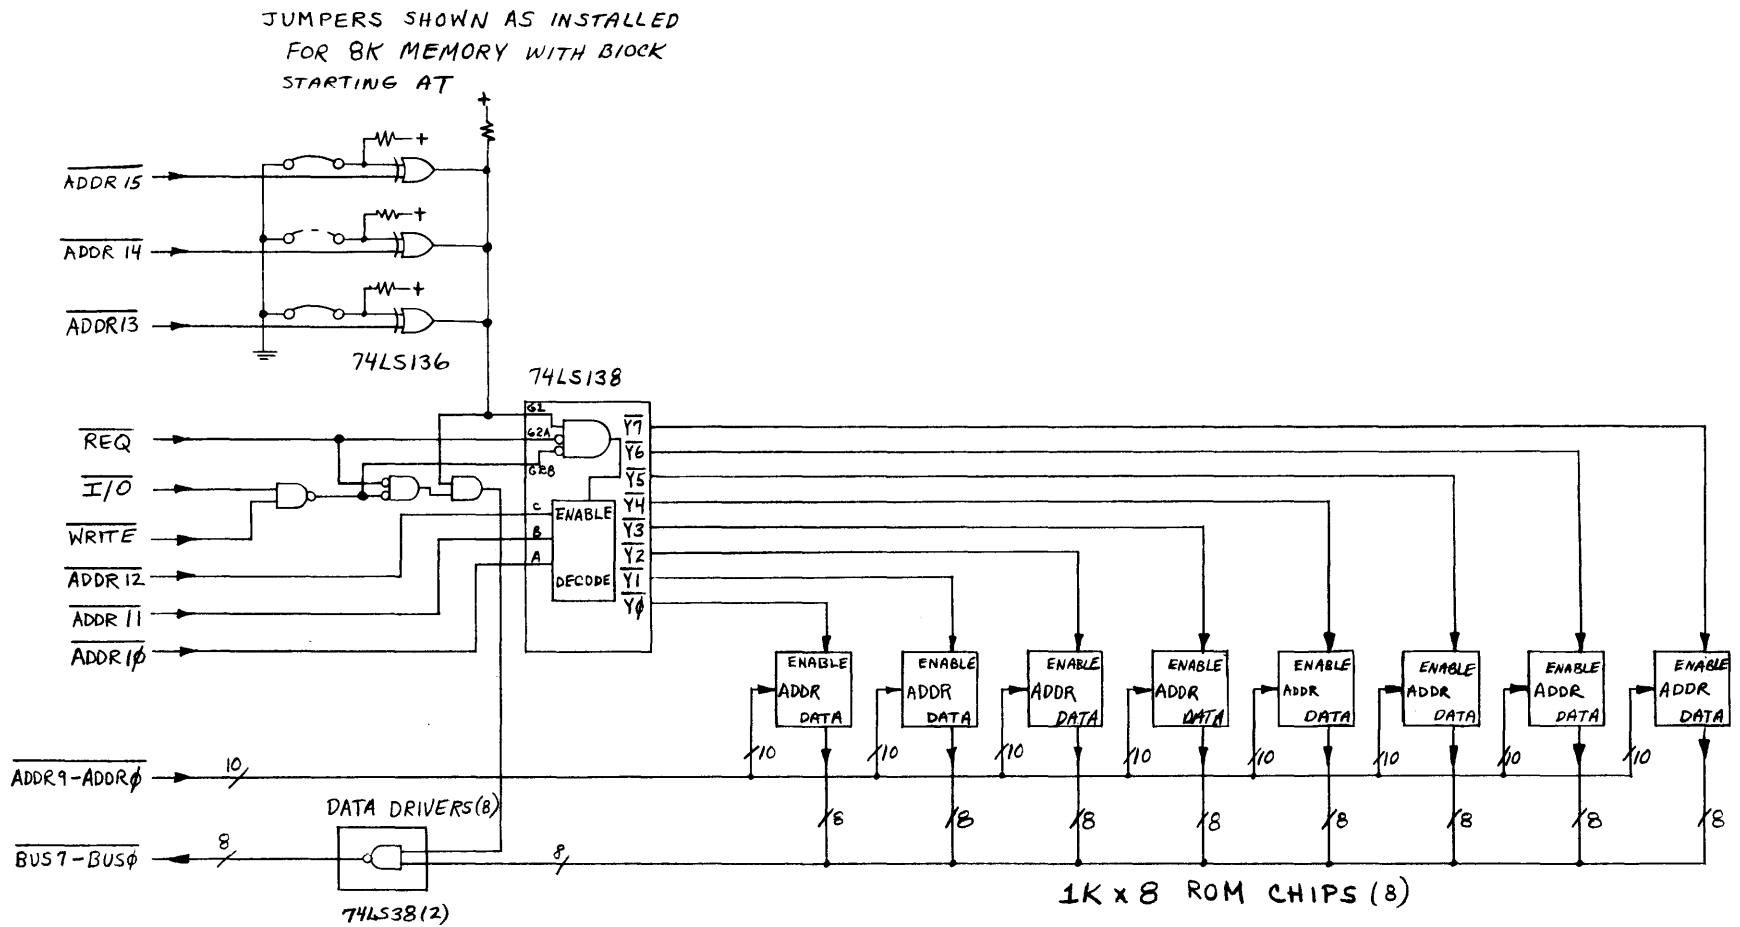 JUMPERS SHOWN AS INSTALLED
FOR 8K MEMORY WITH BLOCK
STARTING AT
+
+
ADDR 15
+
ADDR 14
+
ADDR13
74LS136
74LS138
G1
Y7
REQ
G2A
Y6
G2B
Y5
I/O
Y4
C
ENABLE
Y3
WRITE
B
Y2
A
ADDR 12
DECODE
Y1
Yφ
ADDR 11
ADDR 1φ
ENABLE ENABLE ENABLE ENABLE ENABLE ENABLE ENABLE ENABLE
ADDR ADDR ADDR ADDR ADDR ADDR ADDR ADDR
DATA DATA DATA DATA DATA DATA DATA DATA
10 10 10 10 10 10 10 10
ADDR9-ADDRφ
10
DATA DRIVERS(8)
8 8 8 8 8 8 8 8
BUS7-BUSφ
8
8
74LS38(2)
1K x 8 ROM CHIPS (8)